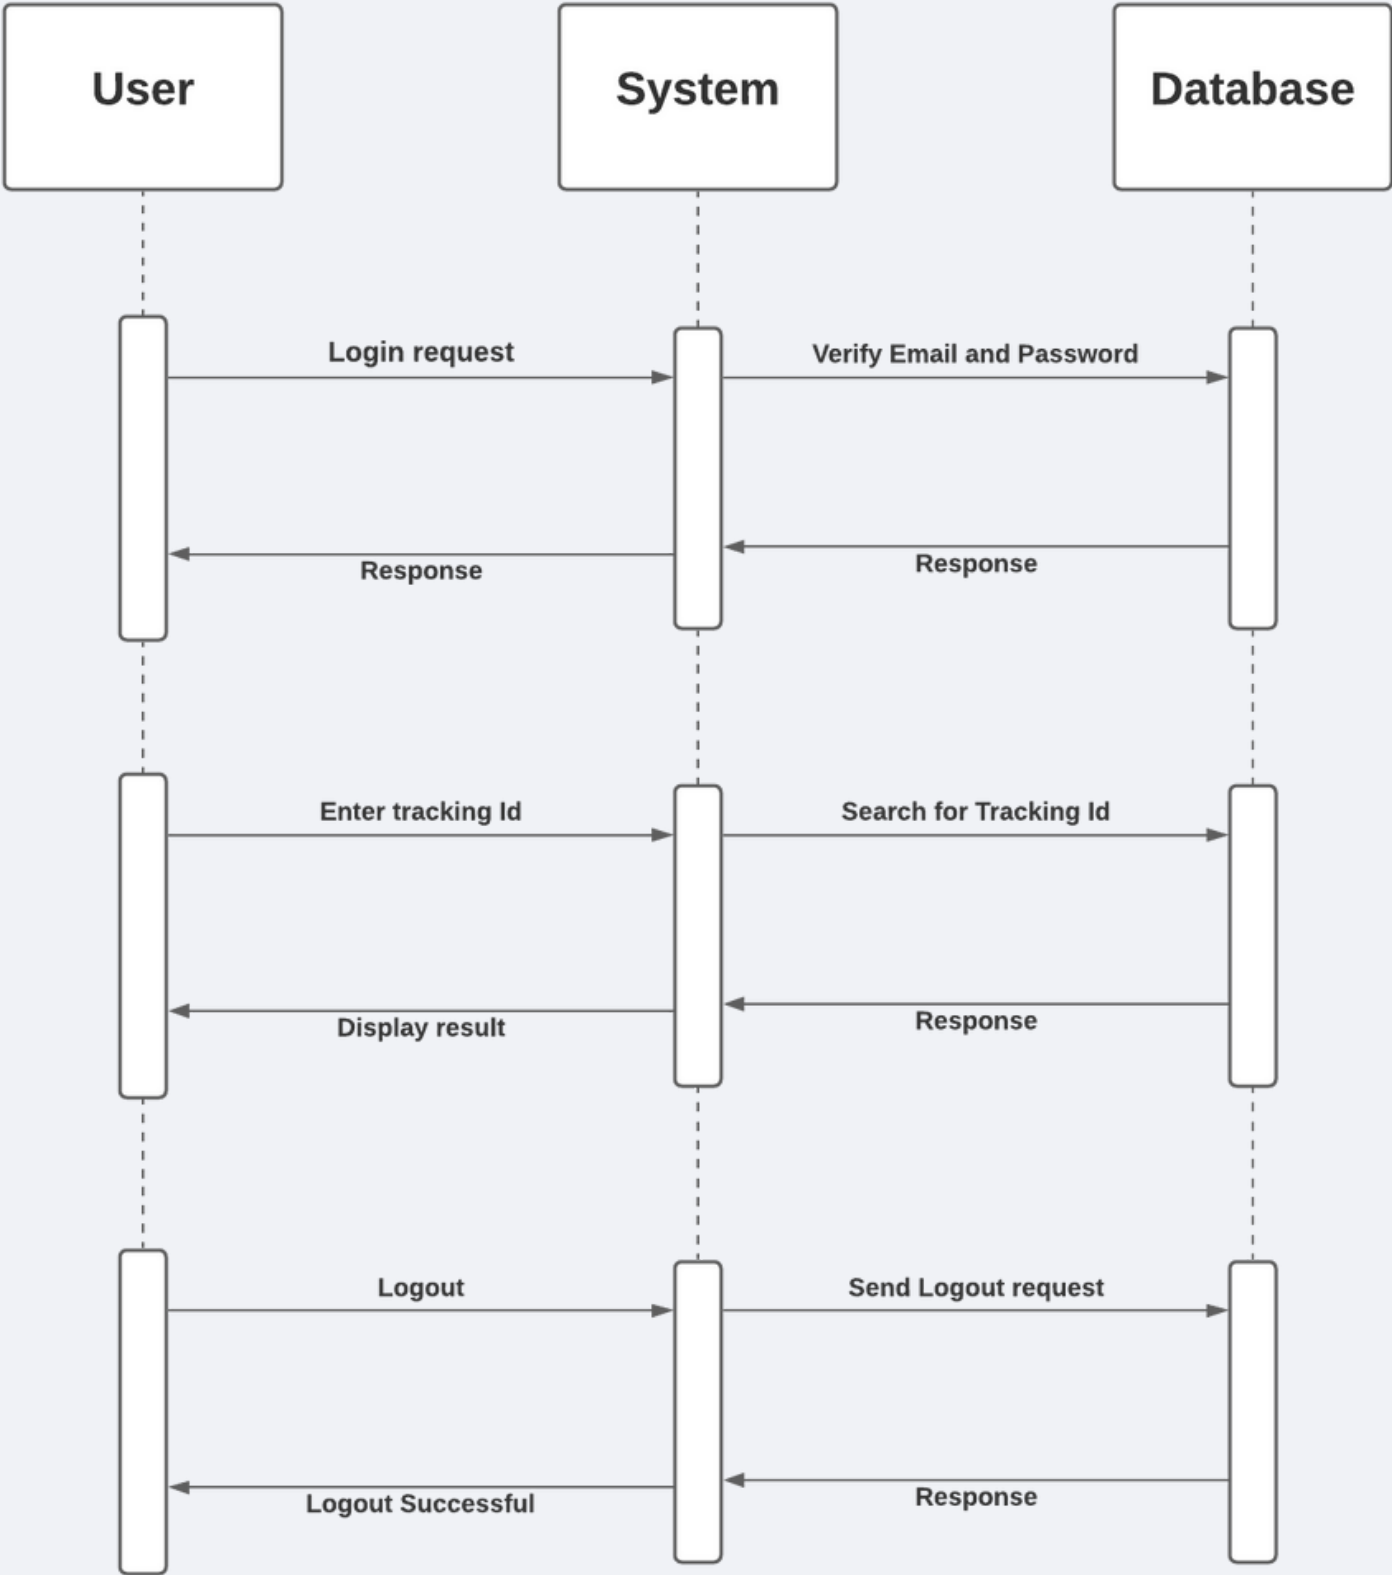 User
System
Database
Login request
Verify Email and Password
Response
Response
Enter tracking Id
Search for Tracking Id
Response
Display result
Logout
Send Logout request
Response
Logout Successful